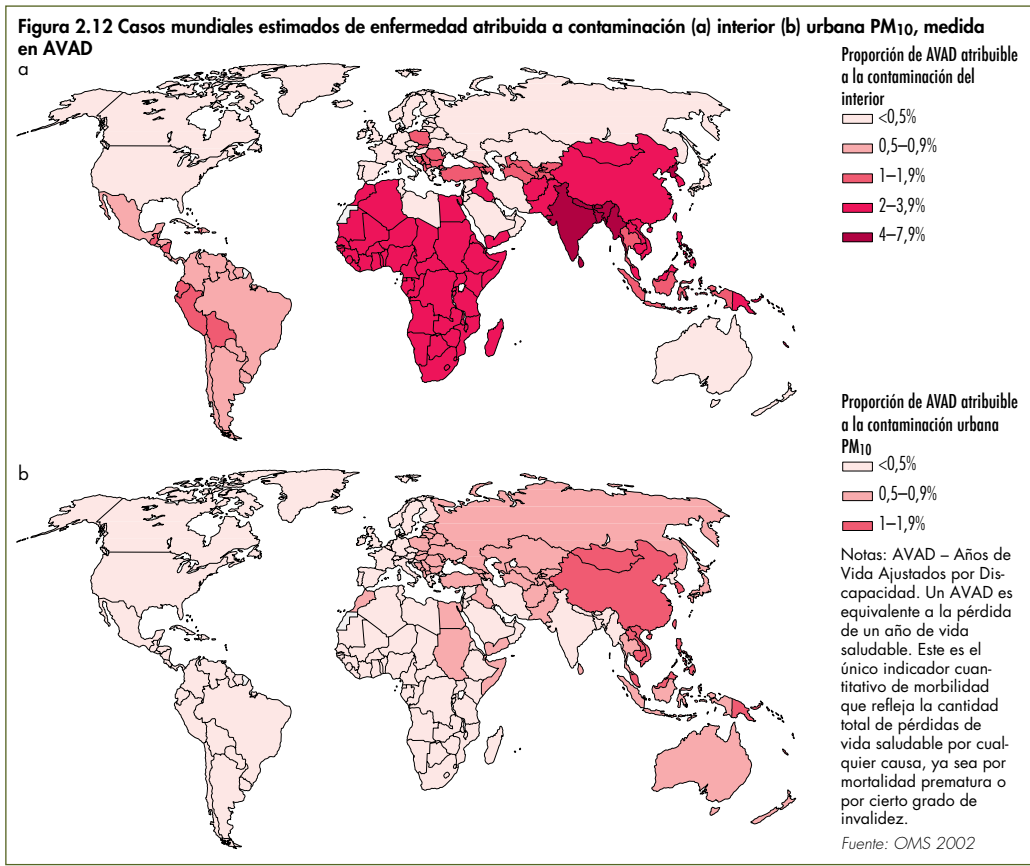 Figura 2.12 Casos mundiales estimados de enfermedad atribuida a contaminación (a) interior (b) urbana PM10, medida
en AVAD
a
Proporción de AVAD atribuible
a la contaminación del
interior
<0,5%
0,5–0,9%
1–1,9%
2–3,9%
4–7,9%
b
Proporción de AVAD atribuible
a la contaminación urbana
PM10
<0,5%
0,5–0,9%
1–1,9%
Notas: AVAD – Años de
Vida Ajustados por Dis-
capacidad. Un AVAD es
equivalente a la pérdida
de un año de vida
saludable. Este es el
único indicador cuan-
titativo de morbilidad
que refleja la cantidad
total de pérdidas de
vida saludable por cual-
quier causa, ya sea por
mortalidad prematura o
por cierto grado de
invalidez.
Fuente: OMS 2002